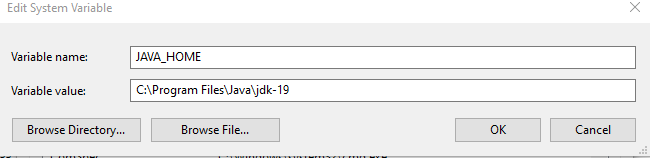 Edit System Variable
Variable name: JAVA_HOME
Variable value: C:\Program Files\Java\jdk-19
Browse Directory... Browse File... OK Cancel